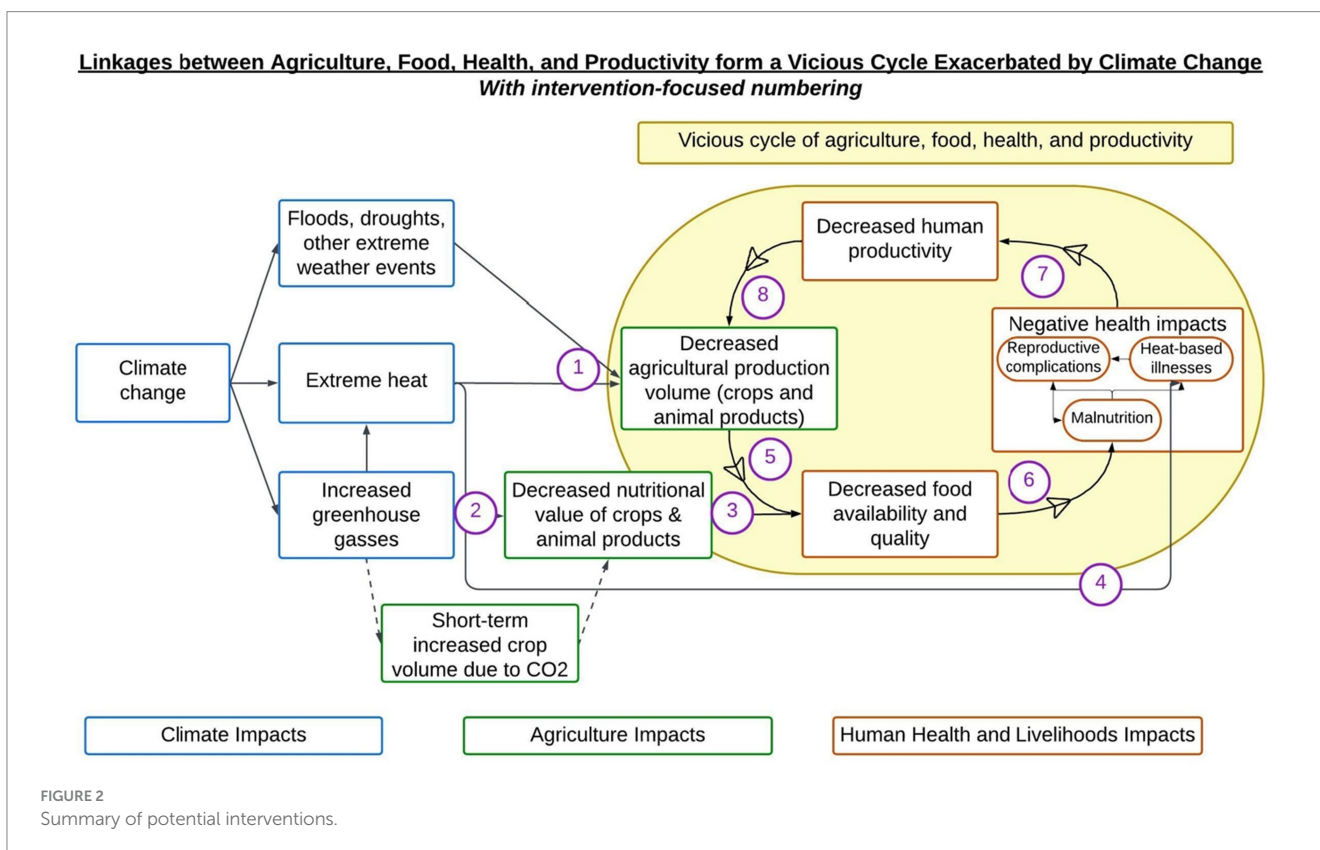 Linkages between Agriculture, Food, Health, and Productivity form a Vicious Cycle Exacerbated by Climate Change
With intervention-focused numbering
Vicious cycle of agriculture, food, health, and productivity
Floods, droughts,
other extreme
weather events
Decreased human
productivity
7
8
Climate
change
Extreme heat
1
Decreased
agricultural production
volume (crops and
animal products)
Negative health impacts
Reproductive
complications
Heat-based
illnesses
Malnutrition
5
6
Increased
greenhouse
gasses
2
Decreased nutritional
value of crops &
animal products
3
Decreased food
availability and
quality
4
Short-term
increased crop
volume due to CO2
Climate Impacts
Agriculture Impacts
Human Health and Livelihoods Impacts
FIGURE 2
Summary of potential interventions.